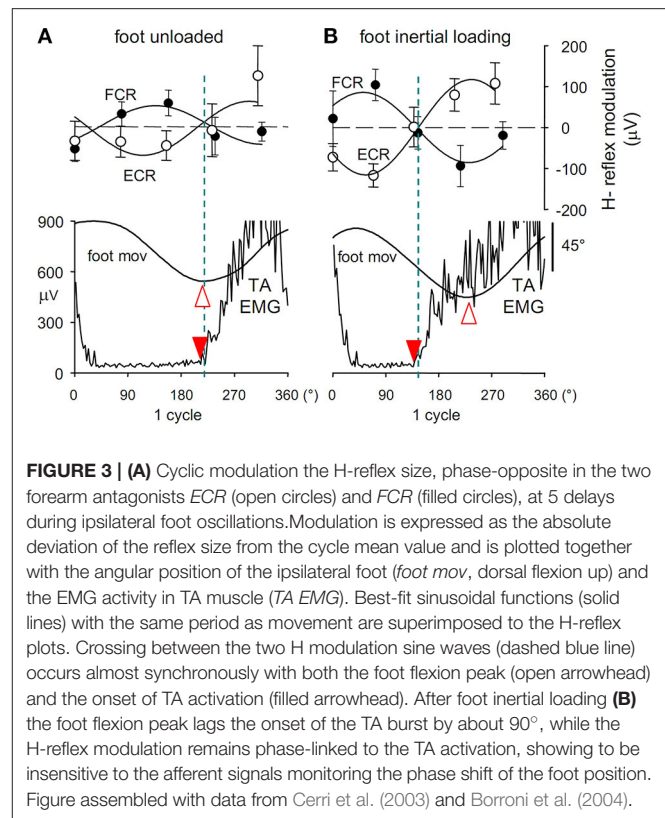 A foot unloaded B foot inertial loading
200
100
0
-100
-200
H- reflex modulation
(μV)
FCR
ECR
FCR
ECR
900
600
μV
300
0
foot mov
TA
EMG
foot mov
TA
EMG
45°
0 90 180 270 360 (°)
1 cycle
0 90 180 270 360 (°)
1 cycle
FIGURE 3 | (A) Cyclic modulation the H-reflex size, phase-opposite in the two
forearm antagonists ECR (open circles) and FCR (filled circles), at 5 delays
during ipsilateral foot oscillations.Modulation is expressed as the absolute
deviation of the reflex size from the cycle mean value and is plotted together
with the angular position of the ipsilateral foot (foot mov, dorsal flexion up) and
the EMG activity in TA muscle (TA EMG). Best-fit sinusoidal functions (solid
lines) with the same period as movement are superimposed to the H-reflex
plots. Crossing between the two H modulation sine waves (dashed blue line)
occurs almost synchronously with both the foot flexion peak (open arrowhead)
and the onset of TA activation (filled arrowhead). After foot inertial loading (B)
the foot flexion peak lags the onset of the TA burst by about 90°, while the
H-reflex modulation remains phase-linked to the TA activation, showing to be
insensitive to the afferent signals monitoring the phase shift of the foot position.
Figure assembled with data from Cerri et al. (2003) and Borroni et al. (2004).